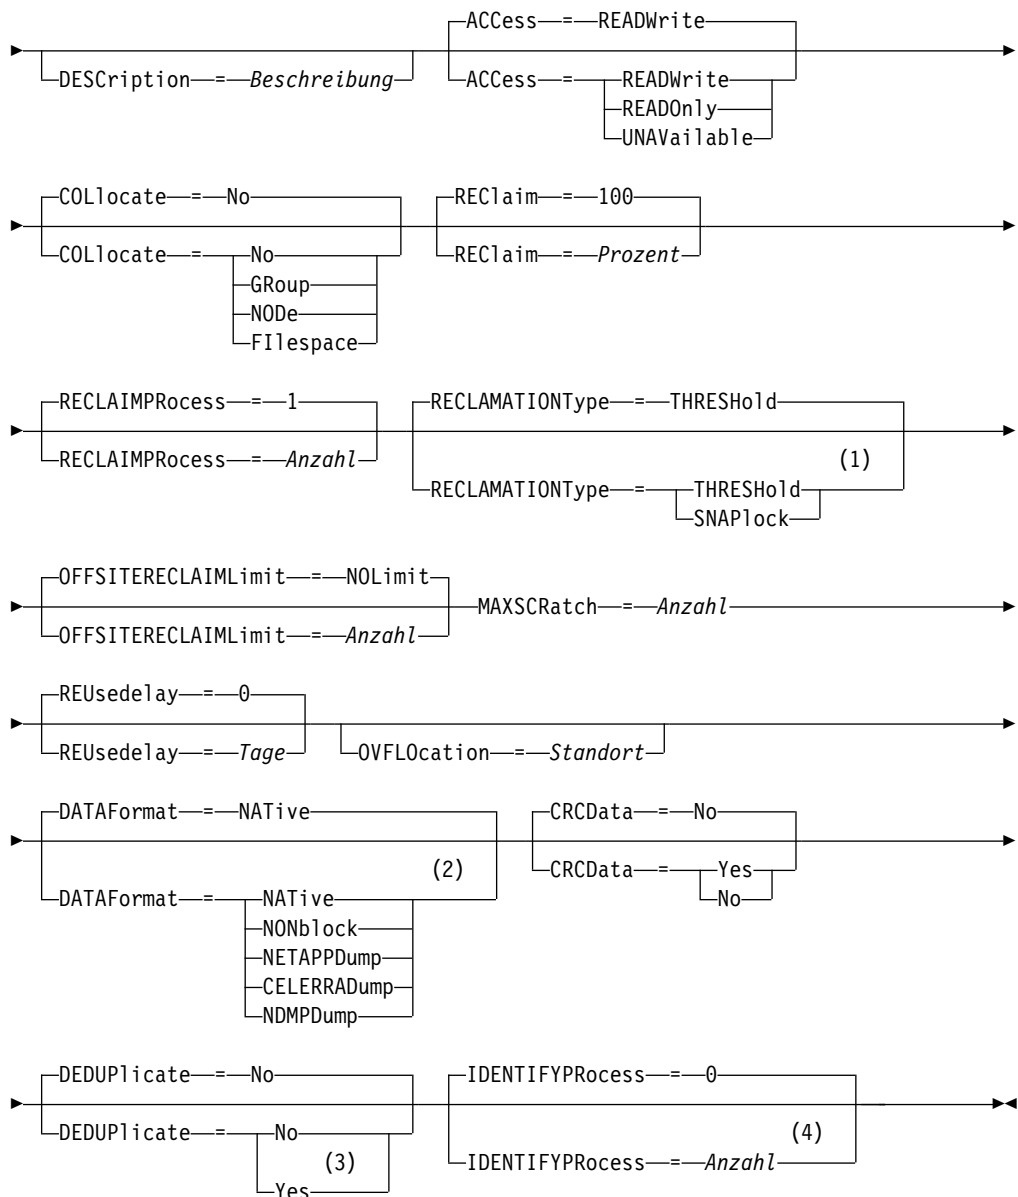 ACCess = READWrite
DESCription = Beschreibung ACCess = READWrite
READOnly
UNAVailable
COLlocate = No REClaim = 100
COLlocate = No REClaim = Prozent
GRoup
NODe
FIlespace
RECLAIMPRocess = 1 RECLAMATIONType = THRESHold
RECLAIMPRocess = Anzahl (1)
RECLAMATIONType = THRESHold
SNAPlock
OFFSITERECLAIMLimit = NOLimit
MAXSCRatch = Anzahl
OFFSITERECLAIMLimit = Anzahl
REUsedelay = 0
REUsedelay = Tage OVFLOcation = Standort
DATAFormat = NATive CRCData = No
(2) CRCData = Yes
DATAFormat = NATive No
NONblock
NETAPPDump
CELERRADump
NDMPDump
DEDUPlicate = No IDENTIFYPRocess = 0
DEDUPlicate = No (4)
(3) IDENTIFYPRocess = Anzahl
Yes